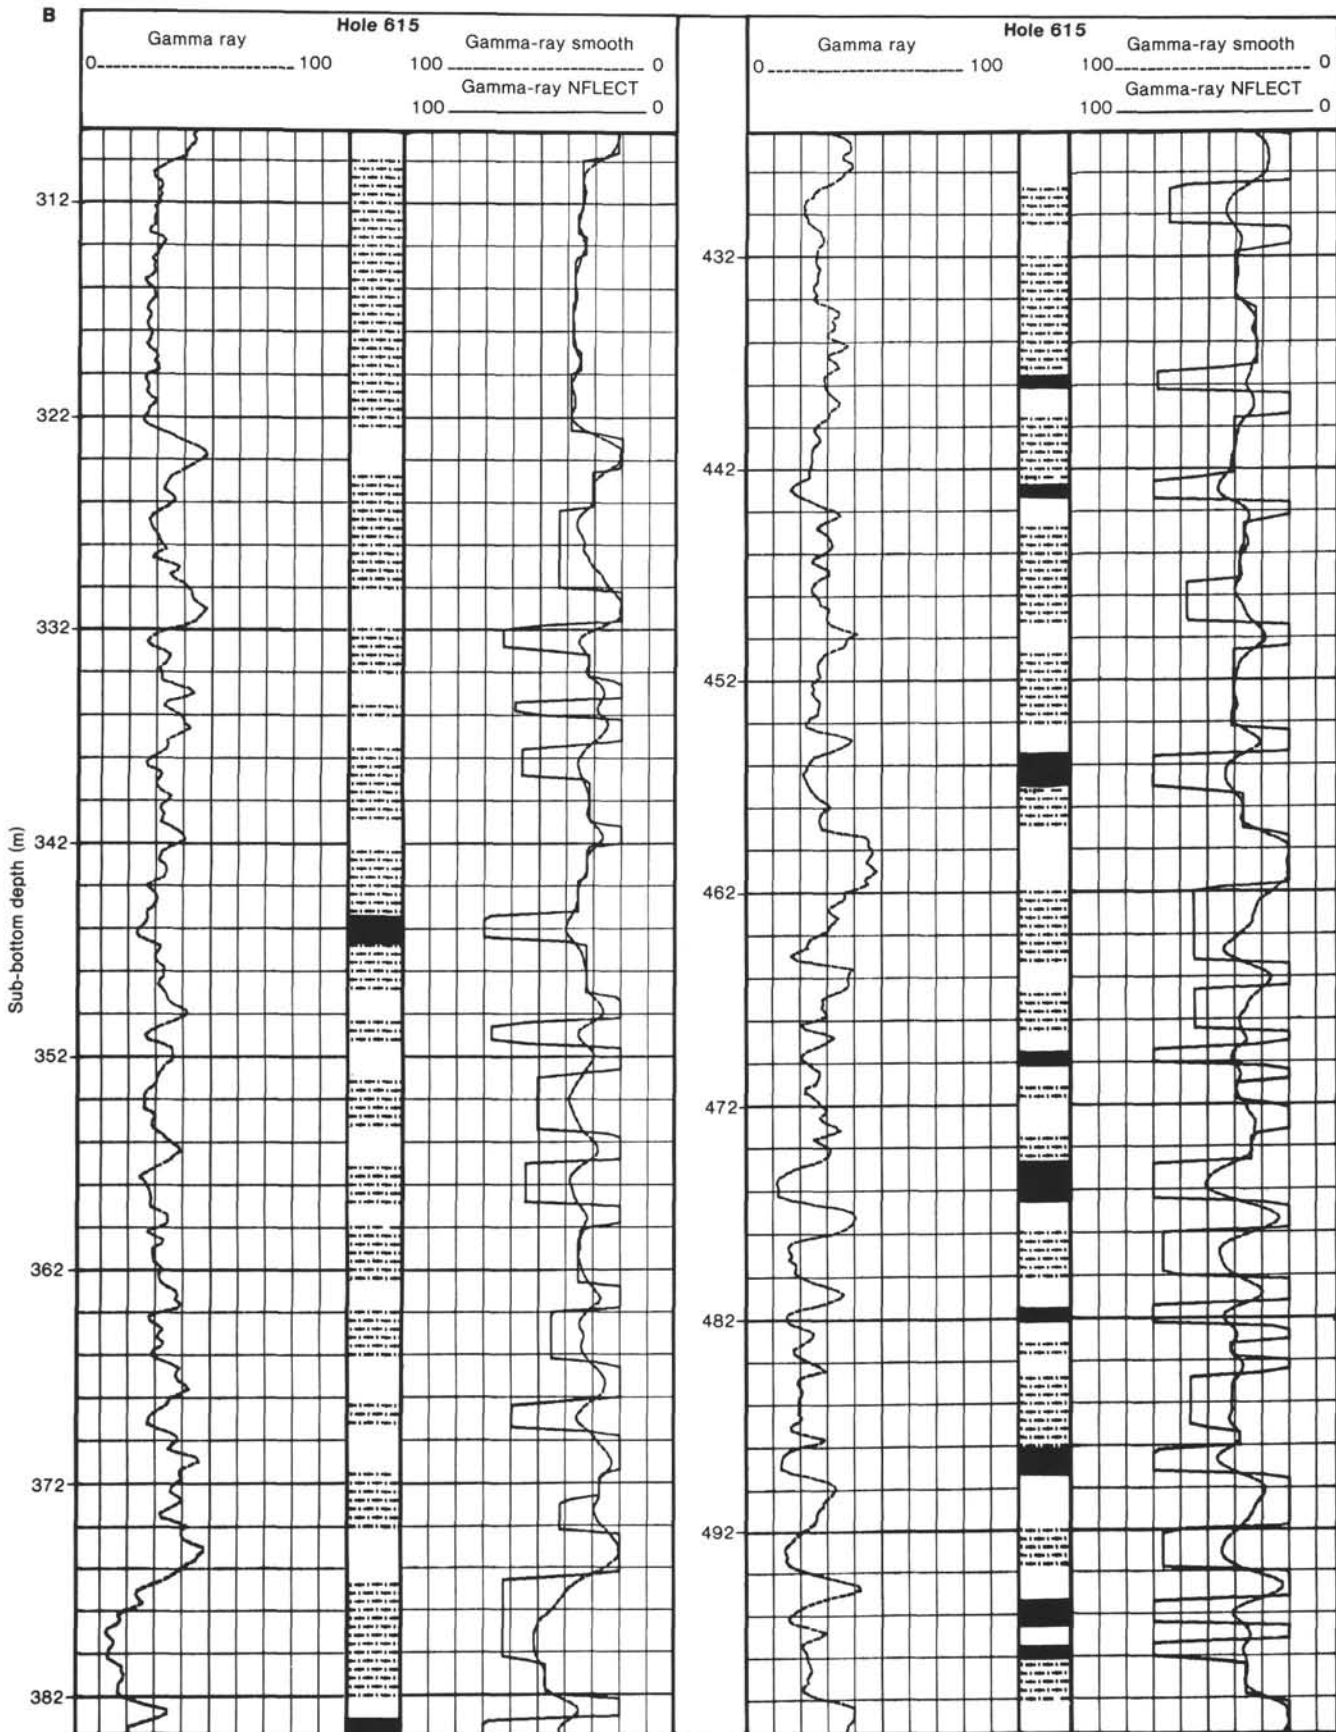 B
Hole 615
Gamma ray
0 100
Gamma-ray smooth
100 0
Gamma-ray NFLECT
100 0
Sub-bottom depth (m)
312
322
332
342
352
362
372
382
Hole 615
Gamma ray
0 100
Gamma-ray smooth
100 0
Gamma-ray NFLECT
100 0
432
442
452
462
472
482
492